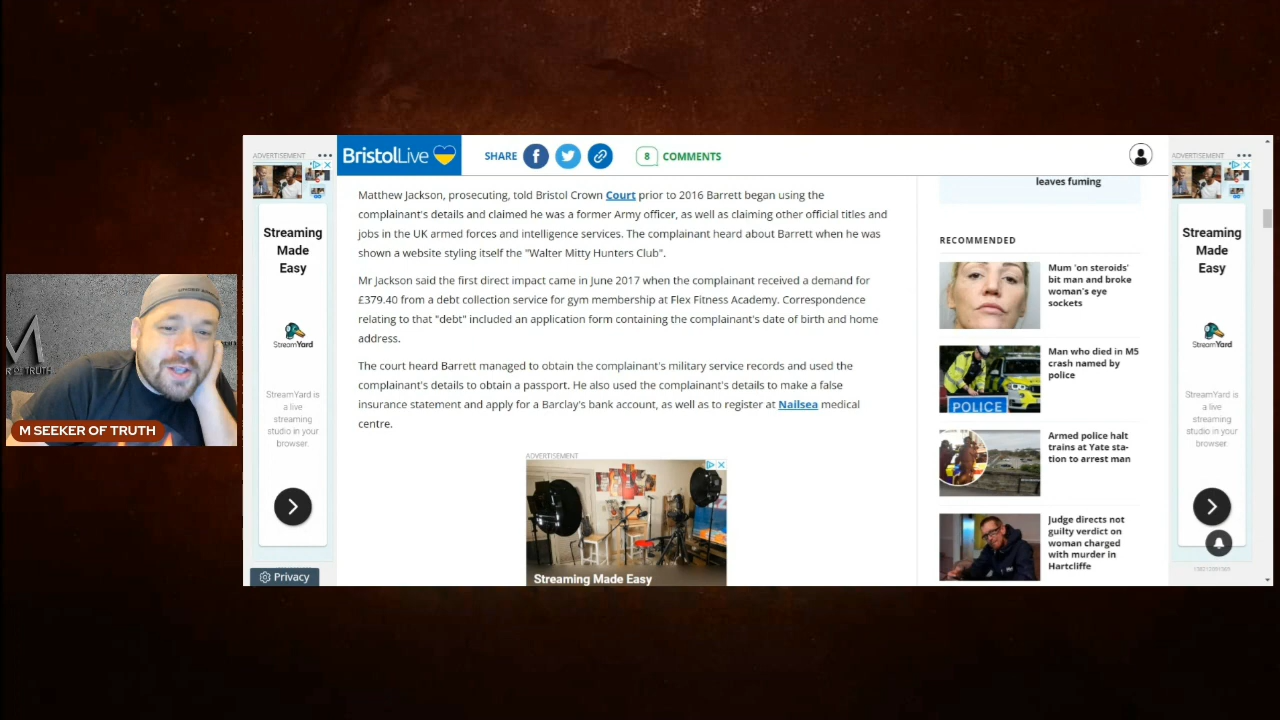 ADVERTISEMENT
Streaming
Made
Easy
StreamYard
StreamYard is
a live
streaming
studio in your
browser.
Privacy
M
R OF TRUTH
M SEEKER OF TRUTH
BristolLive
SHARE
8 COMMENTS
Matthew Jackson, prosecuting, told Bristol Crown Court prior to 2016 Barrett began using the
complainant's details and claimed he was a former Army officer, as well as claiming other official titles and
jobs in the UK armed forces and intelligence services. The complainant heard about Barrett when he was
shown a website styling itself the "Walter Mitty Hunters Club".
Mr Jackson said the first direct impact came in June 2017 when the complainant received a demand for
£379.40 from a debt collection service for gym membership at Flex Fitness Academy. Correspondence
relating to that "debt" included an application form containing the complainant's date of birth and home
address.
The court heard Barrett managed to obtain the complainant's military service records and used the
complainant's details to obtain a passport. He also used the complainant's details to make a false
insurance statement and apply for a Barclay's bank account, as well as to register at Nailsea medical
centre.
ADVERTISEMENT
Streaming Made Easy
leaves fuming
RECOMMENDED
Mum 'on steroids'
bit man and broke
woman's eye
sockets
Man who died in M5
crash named by
police
POLICE
Armed police halt
trains at Yate sta-
tion to arrest man
Judge directs not
guilty verdict on
woman charged
with murder in
Hartcliffe
ADVERTISEMENT
Streaming
Made
Easy
StreamYard
StreamYard is
a live
streaming
studio in your
browser.